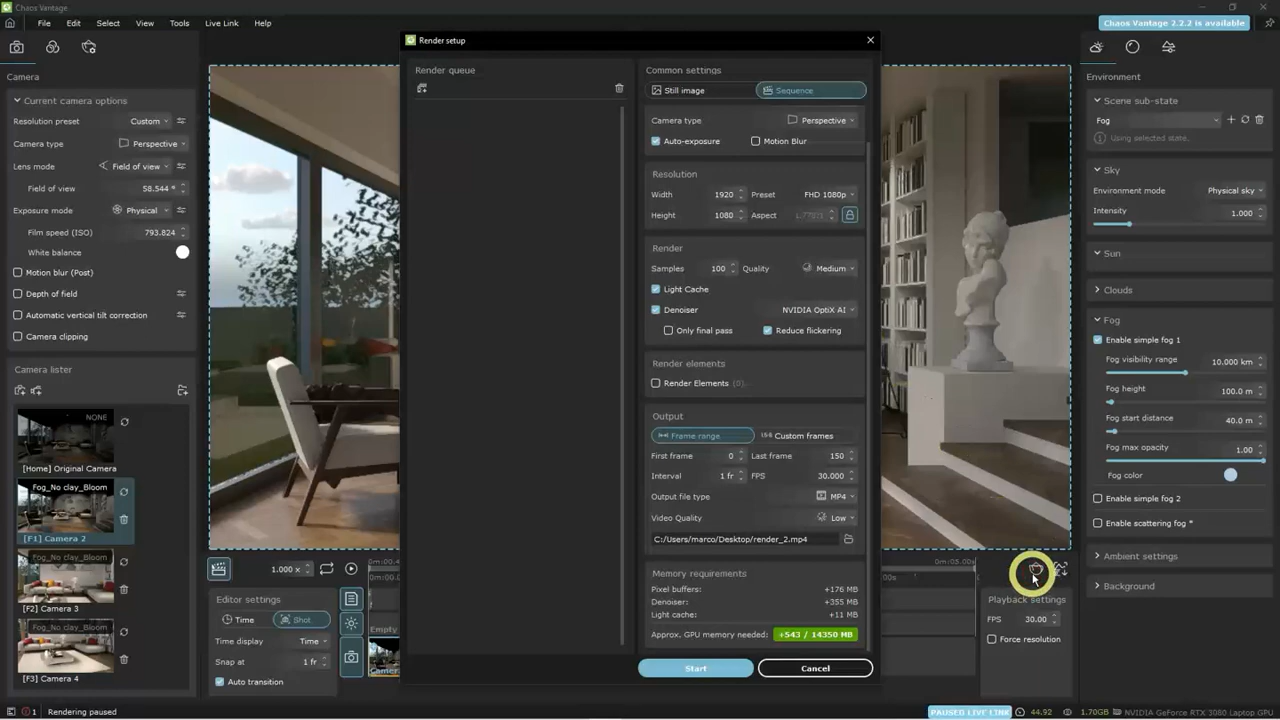 Chaos Vantage
File Edit Select View Tools Live Link Help
Chaos Vantage 2.2.2 is available
Camera
Current camera options
Resolution preset Custom
Camera type Perspective
Lens mode Field of view
Field of view 58.544 °
Exposure mode Physical
Film speed (ISO) 793.824
White balance
Motion blur (Post)
Depth of field
Automatic vertical tilt correction
Camera clipping
Camera lister
NONE
[Home] Original Camera
Fog_No clay_Bloom
[F1] Camera 2
Fog_No clay_Bloom
[F2] Camera 3
Fog_No clay_Bloom
[F3] Camera 4
Render setup
Render queue
Common settings
Still image Sequence
Camera type Perspective
Auto-exposure Motion Blur
Resolution
Width 1920 Preset FHD 1080p
Height 1080 Aspect
Render
Samples 100 Quality Medium
Light Cache
Denoiser NVIDIA OptiX AI
Only final pass Reduce flickering
Render elements
Render Elements (0)
Output
Frame range Custom frames
First frame 0 Last frame 150
Interval 1 fr FPS 30.000
Output file type MP4
Video Quality Low
C:/Users/marco/Desktop/render_2.mp4
Memory requirements
Pixel buffers: +176 MB
Denoiser: +355 MB
Light cache: +11 MB
Approx. GPU memory needed: +543 / 14350 MB
Start Cancel
1.000 x
0m:00.
0m:05.00s
Editor settings
Time Shot
Time display Time
Snap at 1 fr
Auto transition
Empty
Camera
Playback settings
FPS 30.00
Force resolution
Environment
Scene sub-state
Fog
Using selected state.
Sky
Environment mode Physical sky
Intensity 1.000
Sun
Clouds
Fog
Enable simple fog 1
Fog visibility range 10.000 km
Fog height 100.0 m
Fog start distance 40.0 m
Fog max opacity 1.00
Fog color
Enable simple fog 2
Enable scattering fog *
Ambient settings
Background
1 Rendering paused
PAUSED LIVE LINK 44.92 1.70GB NVIDIA GeForce RTX 3080 Laptop GPU